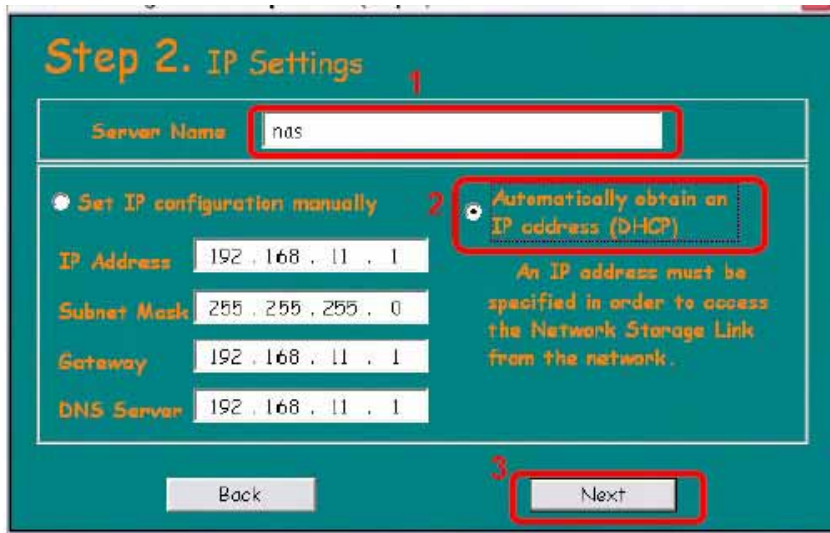 Step 2. IP Settings
1
Server Name nas
Set IP configuration manually
2
Automatically obtain an
IP address (DHCP)
IP Address 192 . 168 . 11 . 1
Subnet Mask 255 . 255 . 255 . 0
Gateway 192 . 168 . 11 . 1
DNS Server 192 . 168 . 11 . 1
An IP address must be
specified in order to access
the Network Storage Link
from the network.
3
Back
Next